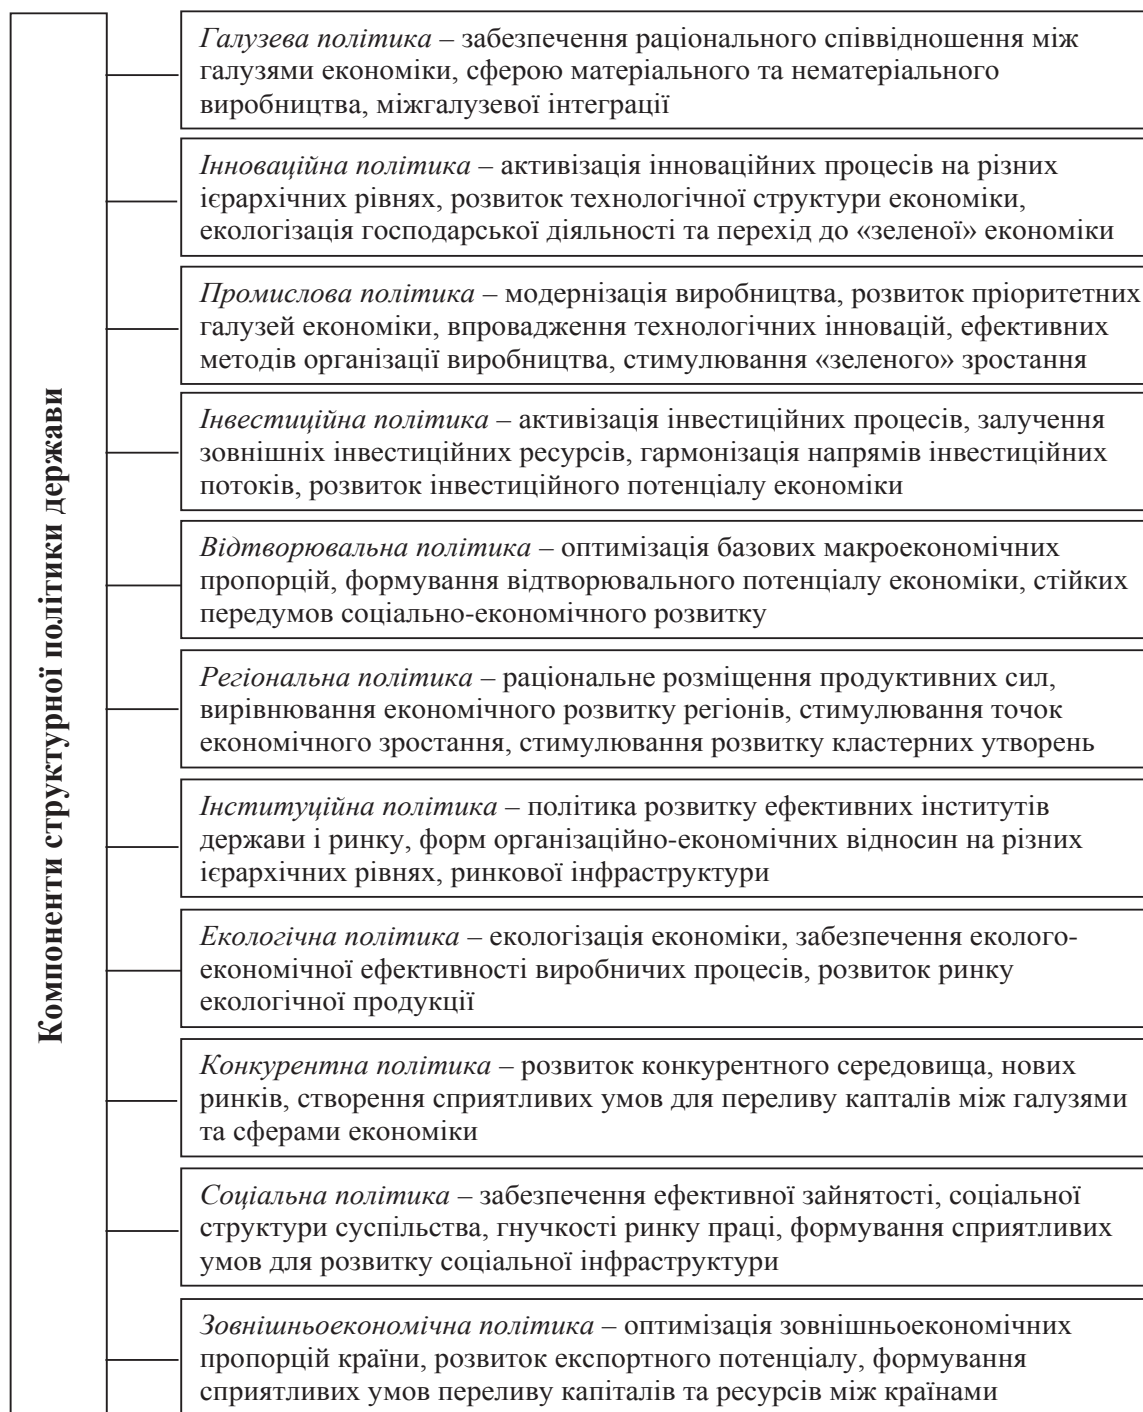 Компоненти структурної політики держави
Галузева політика – забезпечення раціонального співвідношення між
галузями економіки, сферою матеріального та нематеріального
виробництва, міжгалузевої інтеграції
Інноваційна політика – активізація інноваційних процесів на різних
ієрархічних рівнях, розвиток технологічної структури економіки,
екологізація господарської діяльності та перехід до «зеленої» економіки
Промислова політика – модернізація виробництва, розвиток пріоритетних
галузей економіки, впровадження технологічних інновацій, ефективних
методів організації виробництва, стимулювання «зеленого» зростання
Інвестиційна політика – активізація інвестиційних процесів, залучення
зовнішніх інвестиційних ресурсів, гармонізація напрямів інвестиційних
потоків, розвиток інвестиційного потенціалу економіки
Відтворювальна політика – оптимізація базових макроекономічних
пропорцій, формування відтворювального потенціалу економіки, стійких
передумов соціально-економічного розвитку
Регіональна політика – раціональне розміщення продуктивних сил,
вирівнювання економічного розвитку регіонів, стимулювання точок
економічного зростання, стимулювання розвитку кластерних утворень
Інституційна політика – політика розвитку ефективних інститутів
держави і ринку, форм організаційно-економічних відносин на різних
ієрархічних рівнях, ринкової інфраструктури
Екологічна політика – екологізація економіки, забезпечення еколого-
економічної ефективності виробничих процесів, розвиток ринку
екологічної продукції
Конкурентна політика – розвиток конкурентного середовища, нових
ринків, створення сприятливих умов для переливу капталів між галузями
та сферами економіки
Соціальна політика – забезпечення ефективної зайнятості, соціальної
структури суспільства, гнучкості ринку праці, формування сприятливих
умов для розвитку соціальної інфраструктури
Зовнішньоекономічна політика – оптимізація зовнішньоекономічних
пропорцій країни, розвиток експортного потенціалу, формування
сприятливих умов переливу капіталів та ресурсів між країнами